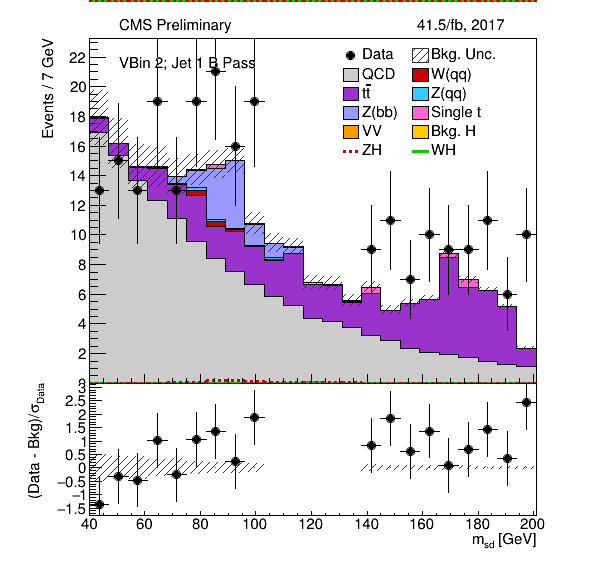 CMS Preliminary 41.5/fb, 2017
VBin 2; Jet 1 B Pass
Events / 7 GeV
22
20
18
16
14
12
10
8
6
4
2
0
Data
Bkg. Unc.
QCD
W(qq)
tt̄
Z(qq)
Z(bb)
Single t
VV
Bkg. H
ZH
WH
(Data - Bkg)/σData
3
2.5
2
1.5
1
0.5
0
−0.5
−1
−1.5
40 60 80 100 120 140 160 180 200
msd [GeV]